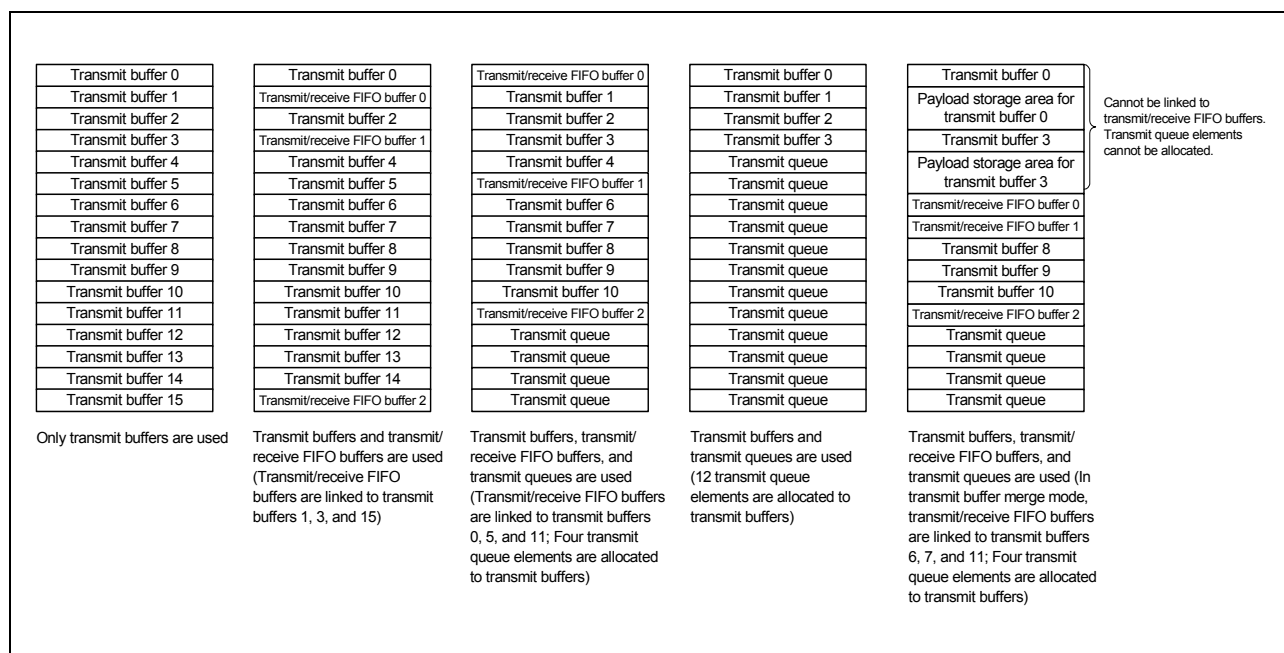 Transmit buffer 0
Transmit buffer 1
Transmit buffer 2
Transmit buffer 3
Transmit buffer 4
Transmit buffer 5
Transmit buffer 6
Transmit buffer 7
Transmit buffer 8
Transmit buffer 9
Transmit buffer 10
Transmit buffer 11
Transmit buffer 12
Transmit buffer 13
Transmit buffer 14
Transmit buffer 15
Only transmit buffers are used
Transmit buffer 0
Transmit/receive FIFO buffer 0
Transmit buffer 2
Transmit/receive FIFO buffer 1
Transmit buffer 4
Transmit buffer 5
Transmit buffer 6
Transmit buffer 7
Transmit buffer 8
Transmit buffer 9
Transmit buffer 10
Transmit buffer 11
Transmit buffer 12
Transmit buffer 13
Transmit buffer 14
Transmit/receive FIFO buffer 2
Transmit buffers and transmit/
receive FIFO buffers are used
(Transmit/receive FIFO
buffers are linked to transmit
buffers 1, 3, and 15)
Transmit/receive FIFO buffer 0
Transmit buffer 1
Transmit buffer 2
Transmit buffer 3
Transmit buffer 4
Transmit/receive FIFO buffer 1
Transmit buffer 6
Transmit buffer 7
Transmit buffer 8
Transmit buffer 9
Transmit buffer 10
Transmit/receive FIFO buffer 2
Transmit queue
Transmit queue
Transmit queue
Transmit queue
Transmit buffers, transmit/
receive FIFO buffers, and
transmit queues are used
(Transmit/receive FIFO buffers
are linked to transmit buffers
0, 5, and 11; Four transmit
queue elements are allocated
to transmit buffers)
Transmit buffer 0
Transmit buffer 1
Transmit buffer 2
Transmit buffer 3
Transmit queue
Transmit queue
Transmit queue
Transmit queue
Transmit queue
Transmit queue
Transmit queue
Transmit queue
Transmit queue
Transmit queue
Transmit queue
Transmit queue
Transmit buffers and
transmit queues are used
(12 transmit queue
elements are allocated to
transmit buffers)
Transmit buffer 0
Payload storage area for
transmit buffer 0
Transmit buffer 3
Payload storage area for
transmit buffer 3
Transmit/receive FIFO buffer 0
Transmit/receive FIFO buffer 1
Transmit buffer 8
Transmit buffer 9
Transmit buffer 10
Transmit/receive FIFO buffer 2
Transmit queue
Transmit queue
Transmit queue
Transmit queue
Transmit buffers, transmit/
receive FIFO buffers, and
transmit queues are used (In
transmit buffer merge mode,
transmit/receive FIFO buffers
are linked to transmit buffers
6, 7, and 11; Four transmit
queue elements are allocated
to transmit buffers)
Cannot be linked to
transmit/receive FIFO buffers.
Transmit queue elements
cannot be allocated.